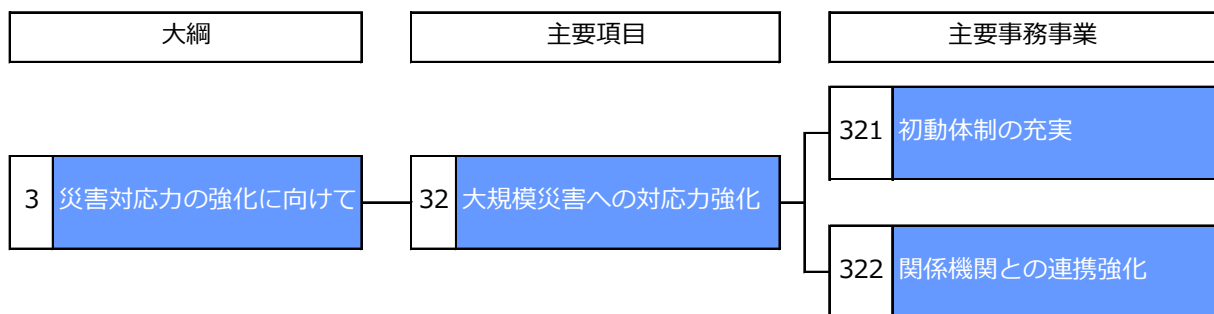 大綱
主要項目
主要事務事業
321 初動体制の充実
3 災害対応力の強化に向けて
32 大規模災害への対応力強化
322 関係機関との連携強化